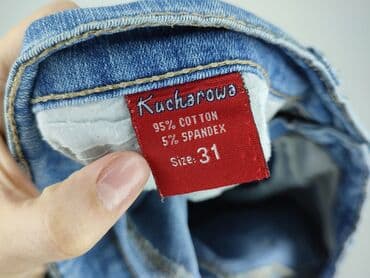 Kucharowa
95% COTTON
5% SPANDEX
SIZE: 31